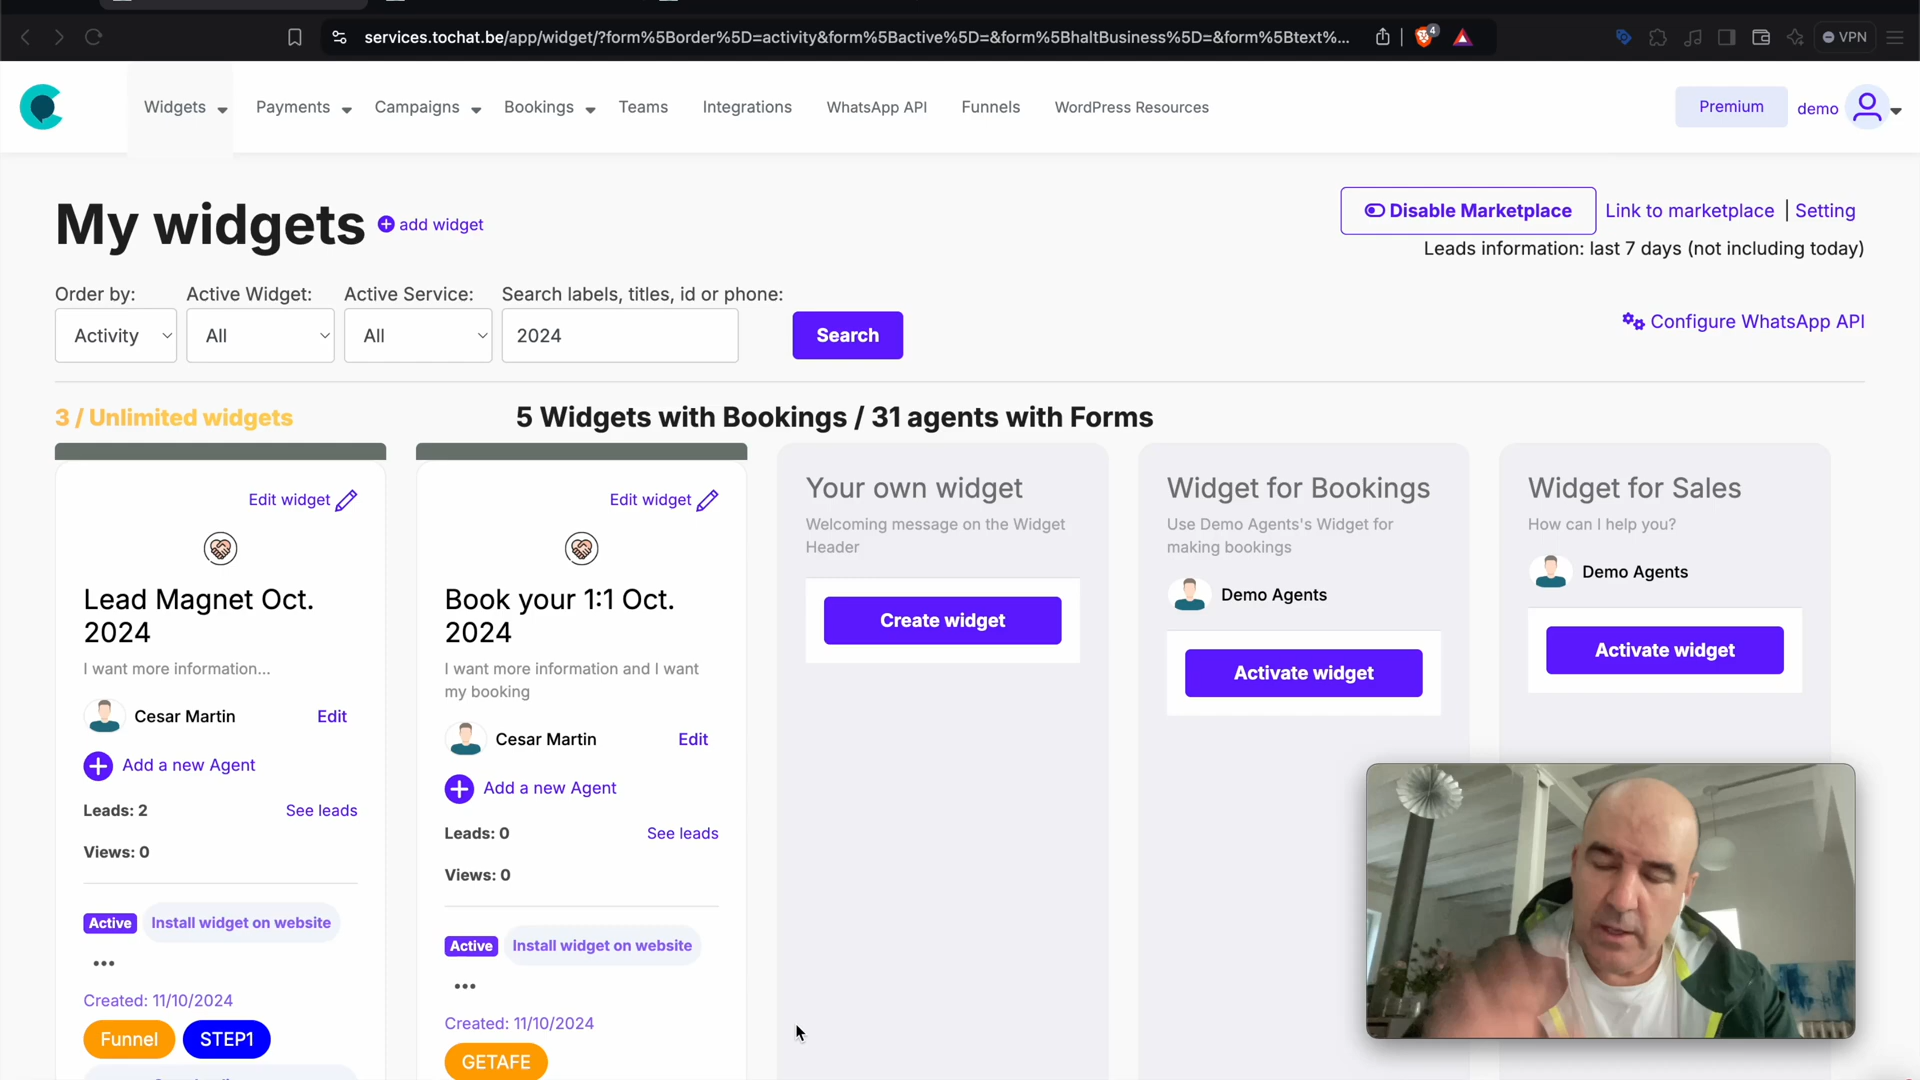 services.tochat.be/app/widget/?form%5Border%5D=activity&form%5Bactive%5D=&form%5BhaltBusiness%5D=&form%5Btext%...
4
VPN
Widgets
Payments
Campaigns
Bookings
Teams
Integrations
WhatsApp API
Funnels
WordPress Resources
Premium
demo
My widgets
add widget
Disable Marketplace
Link to marketplace | Setting
Leads information: last 7 days (not including today)
Order by:
Active Widget:
Active Service:
Search labels, titles, id or phone:
Activity
All
All
2024
Search
Configure WhatsApp API
3 / Unlimited widgets
5 Widgets with Bookings / 31 agents with Forms
Edit widget
Lead Magnet Oct.
2024
I want more information...
Cesar Martin
Edit
Add a new Agent
Leads: 2
See leads
Views: 0
Active
Install widget on website
•••
Created: 11/10/2024
Funnel
STEP1
Edit widget
Book your 1:1 Oct.
2024
I want more information and I want
my booking
Cesar Martin
Edit
Add a new Agent
Leads: 0
See leads
Views: 0
Active
Install widget on website
•••
Created: 11/10/2024
GETAFE
Your own widget
Welcoming message on the Widget
Header
Create widget
Widget for Bookings
Use Demo Agents's Widget for
making bookings
Demo Agents
Activate widget
Widget for Sales
How can I help you?
Demo Agents
Activate widget